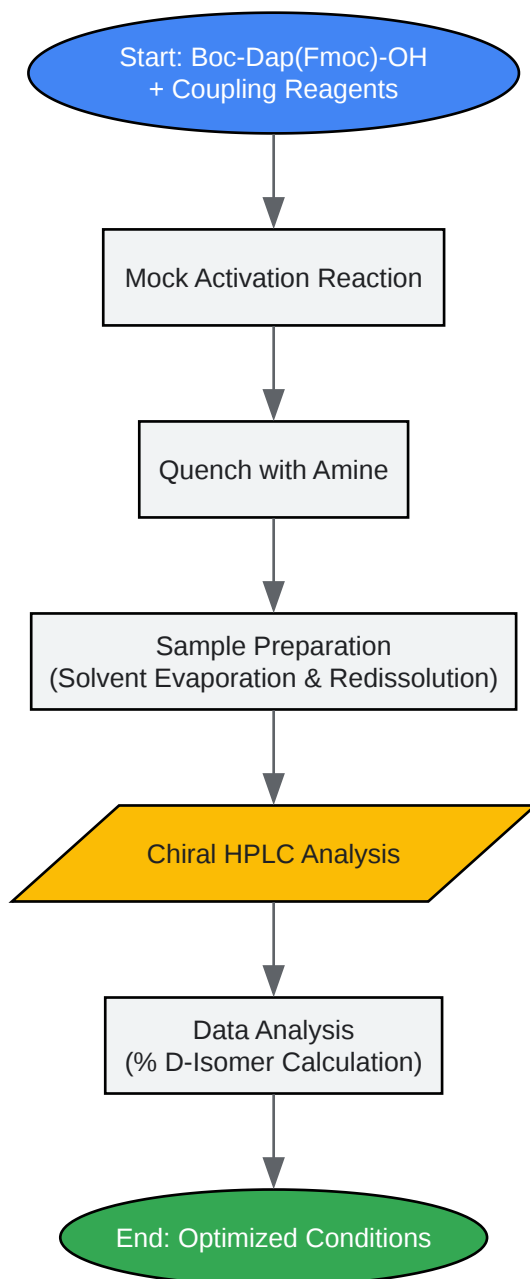 Start: Boc-Dap(Fmoc)-OH
+ Coupling Reagents
Mock Activation Reaction
Quench with Amine
Sample Preparation
(Solvent Evaporation & Redissolution)
Chiral HPLC Analysis
Data Analysis
(% D-Isomer Calculation)
End: Optimized Conditions